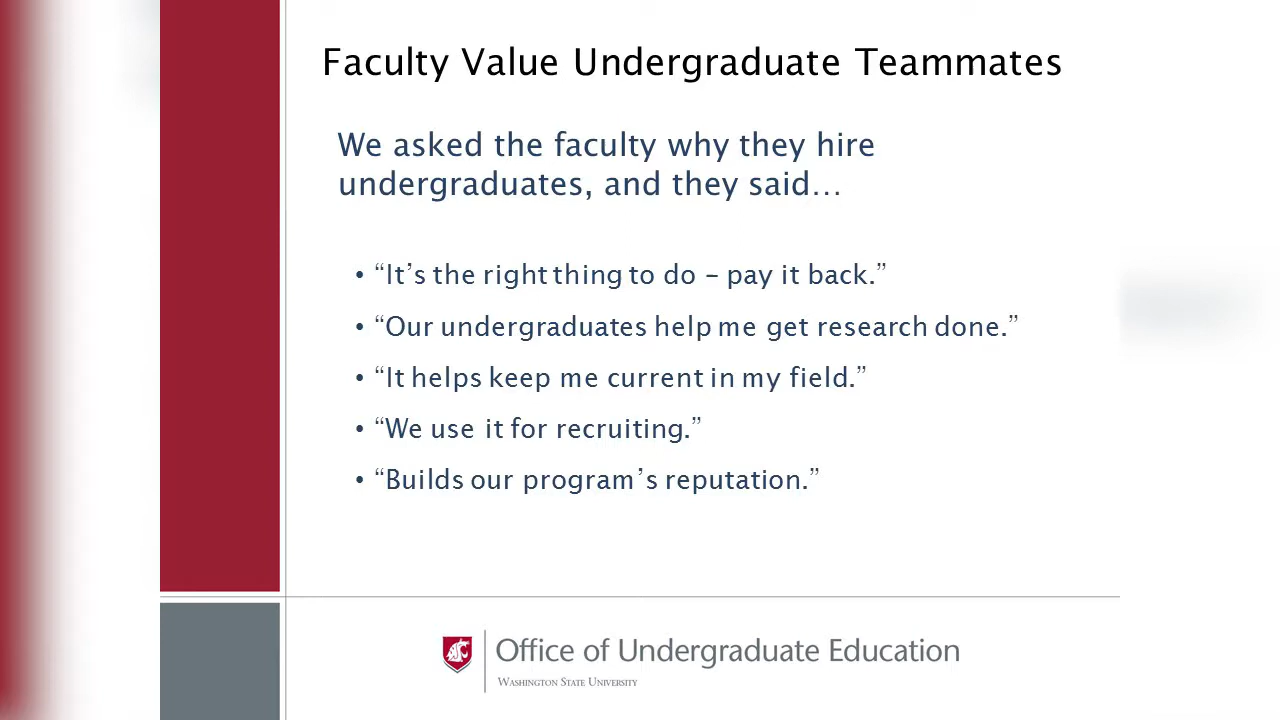 Faculty Value Undergraduate Teammates
We asked the faculty why they hire
undergraduates, and they said…
• “It’s the right thing to do – pay it back.”
• “Our undergraduates help me get research done.”
• “It helps keep me current in my field.”
• “We use it for recruiting.”
• “Builds our program’s reputation.”
Office of Undergraduate Education
WASHINGTON STATE UNIVERSITY